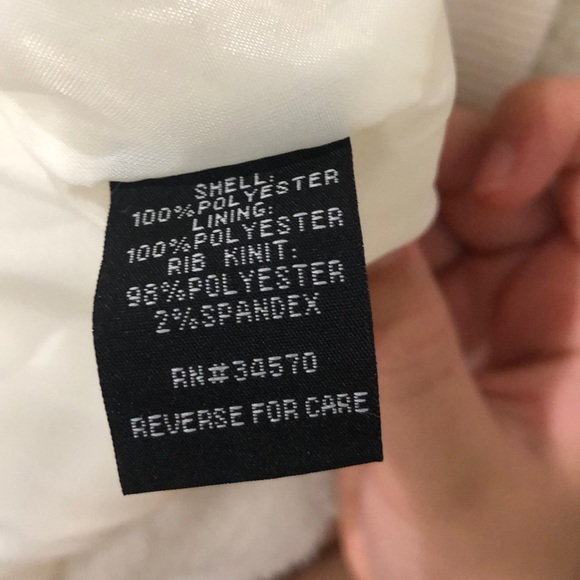 SHELL:
100%POLYESTER
LINING:
100%POLYESTER
RIB KINIT:
98%POLYESTER
2%SPANDEX
RN#34570
REVERSE FOR CARE